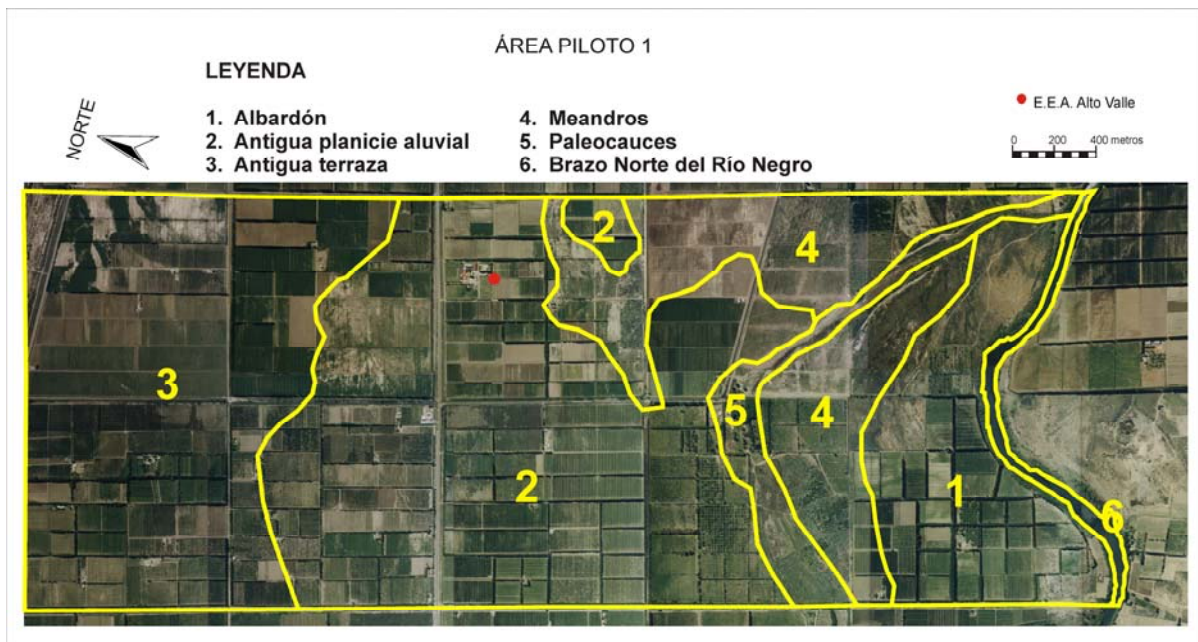 ÁREA PILOTO 1
LEYENDA
NORTE
1. Albardón
2. Antigua planicie aluvial
3. Antigua terraza
4. Meandros
5. Paleocauces
6. Brazo Norte del Río Negro
E.E.A. Alto Valle
0 200 400 metros
2
4
3
5
4
2
1
6